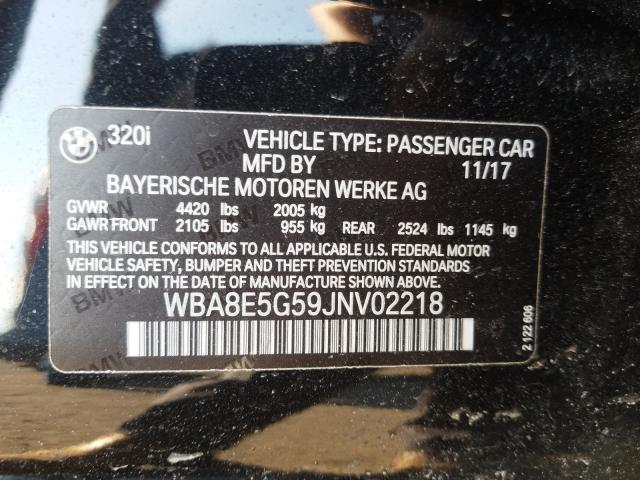 320i VEHICLE TYPE: PASSENGER CAR
MFD BY 11/17
BAYERISCHE MOTOREN WERKE AG
GVWR 4420 lbs 2005 kg
GAWR FRONT 2105 lbs 955 kg REAR 2524 lbs 1145 kg
THIS VEHICLE CONFORMS TO ALL APPLICABLE U.S. FEDERAL MOTOR
VEHICLE SAFETY, BUMPER AND THEFT PREVENTION STANDARDS
IN EFFECT ON THE DATE OF MANUFACTURE SHOWN ABOVE.
WBA8E5G59JNV02218
2 122 606